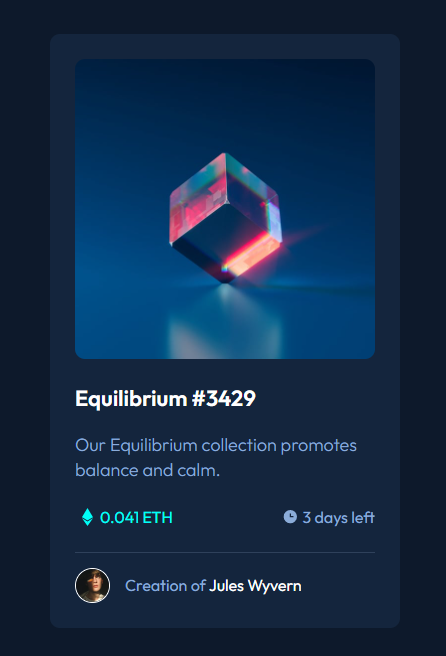 Equilibrium #3429
Our Equilibrium collection promotes
balance and calm.
0.041 ETH
3 days left
Creation of Jules Wyvern